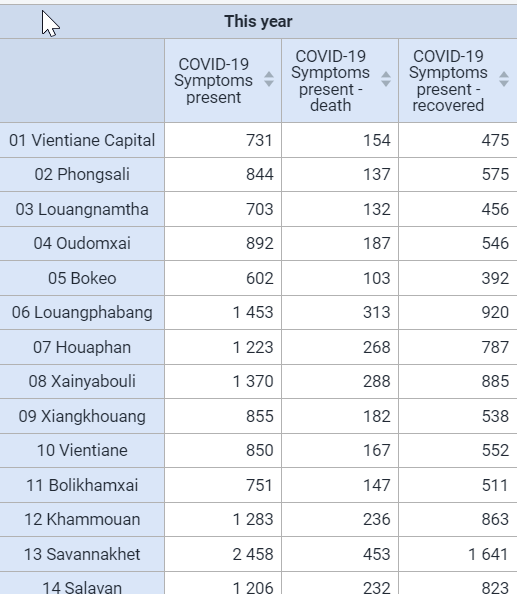 This year
COVID-19 Symptoms present COVID-19 Symptoms present - death COVID-19 Symptoms present - recovered
01 Vientiane Capital 731 154 475
02 Phongsali 844 137 575
03 Louangnamtha 703 132 456
04 Oudomxai 892 187 546
05 Bokeo 602 103 392
06 Louangphabang 1 453 313 920
07 Houaphan 1 223 268 787
08 Xainyabouli 1 370 288 885
09 Xiangkhouang 855 182 538
10 Vientiane 850 167 552
11 Bolikhamxai 751 147 511
12 Khammouan 1 283 236 863
13 Savannakhet 2 458 453 1 641
14 Salavan 1 206 232 823